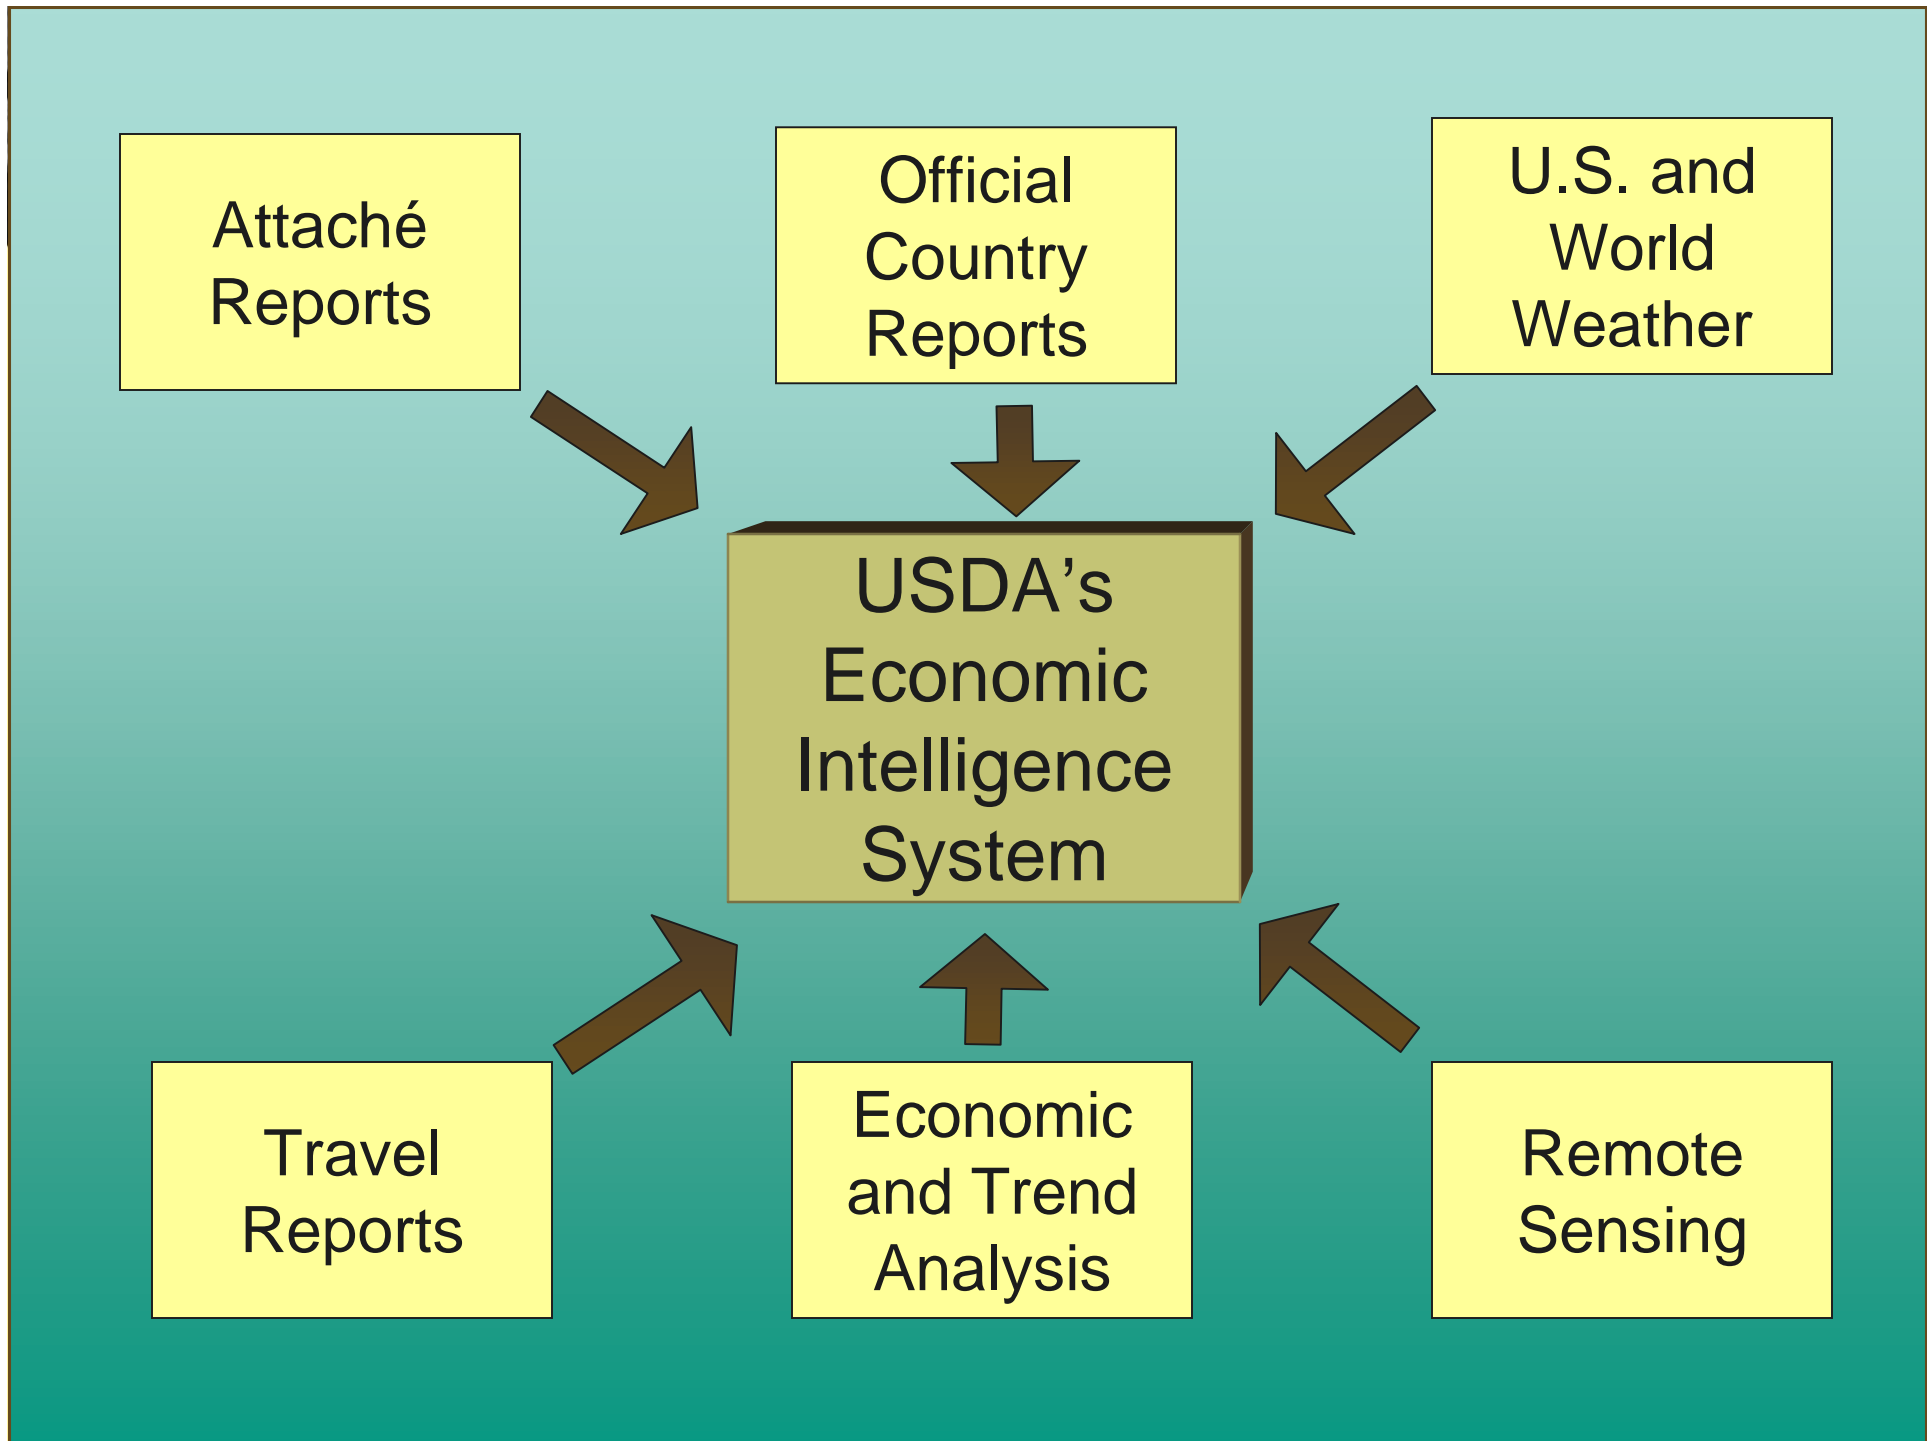 Attaché
Reports
Official
Country
Reports
U.S. and
World
Weather
USDA’s
Economic
Intelligence
System
Travel
Reports
Economic
and Trend
Analysis
Remote
Sensing